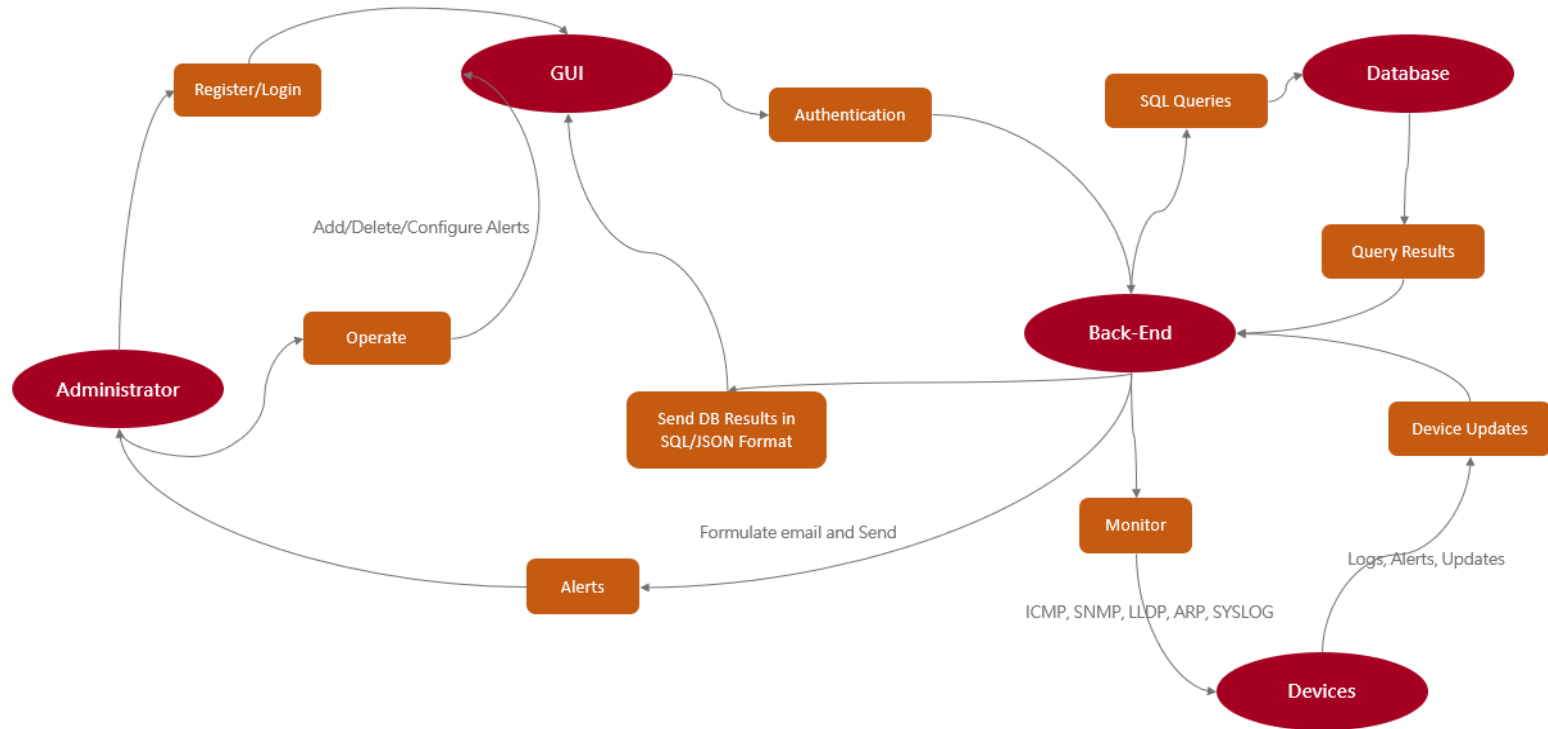 GUI
Database
Register/Login
SQL Queries
Authentication
Add/Delete/Configure Alerts
Query Results
Back-End
Operate
Administrator
Send DB Results in
SQL/JSON Format
Device Updates
Monitor
Formulate email and Send
Logs, Alerts, Updates
Alerts
ICMP, SNMP, LLDP, ARP, SYSLOG
Devices